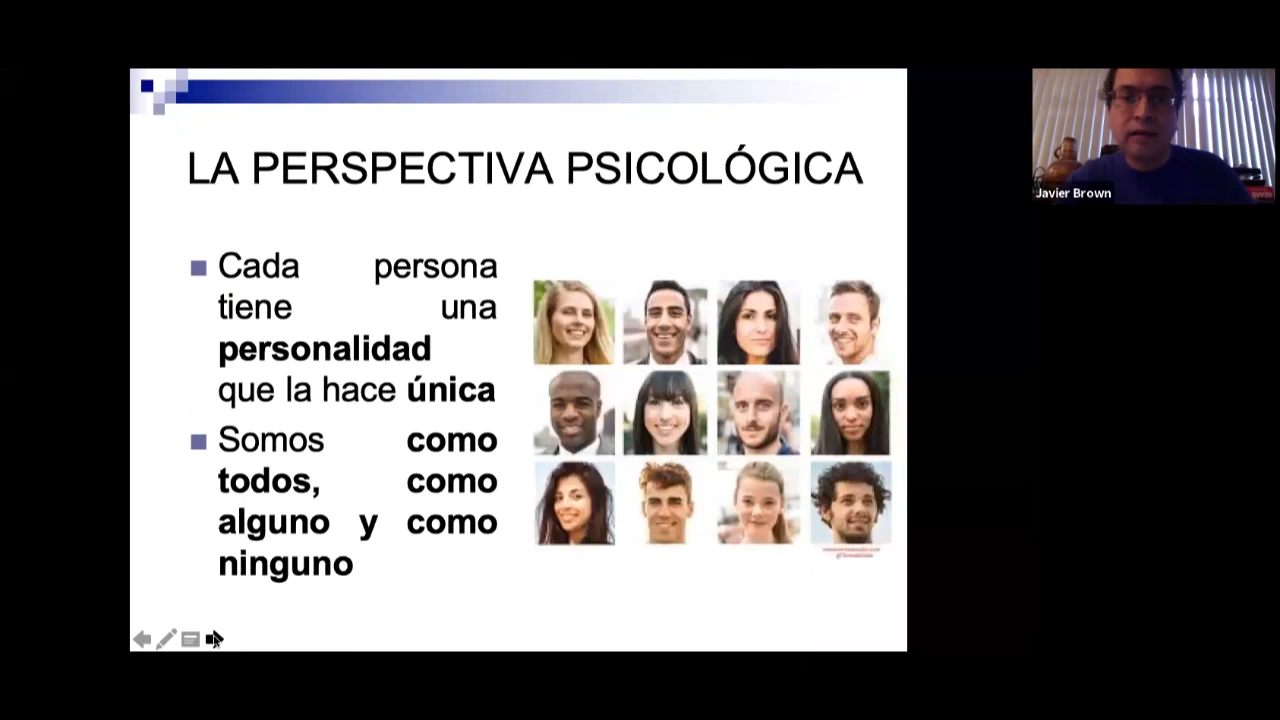 LA PERSPECTIVA PSICOLÓGICA
Cada persona
tiene una
personalidad
que la hace única
Somos como
todos, como
alguno y como
ninguno
Javier Brown